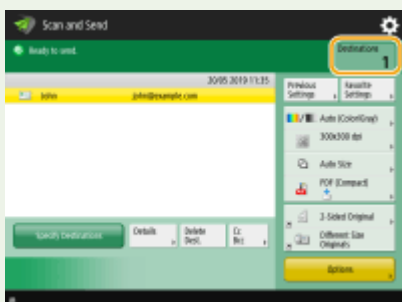 Scan and Send
Ready to send.
Destinations
1
20/05 2019 11:35
John
john@example.com
Previous
Settings
Favorite
Settings
Auto (Color/Gray)
300x300 dpi
Auto Size
PDF (Compact)
2-Sided Original
Different Size
Originals
Specify Destinations
Details
Delete
Dest.
Cc
Bcc
Options